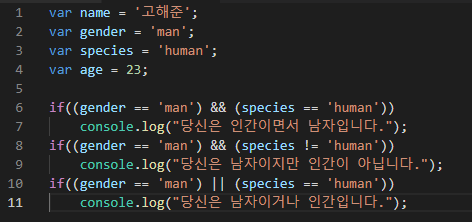 1 var name = '고해준';
2 var gender = 'man';
3 var species = 'human';
4 var age = 23;
5
6 if((gender == 'man') && (species == 'human'))
7     console.log("당신은 인간이면서 남자입니다.");
8 if((gender == 'man') && (species != 'human'))
9     console.log("당신은 남자이지만 인간이 아닙니다.");
10 if((gender == 'man') || (species == 'human'))
11     console.log("당신은 남자이거나 인간입니다.");